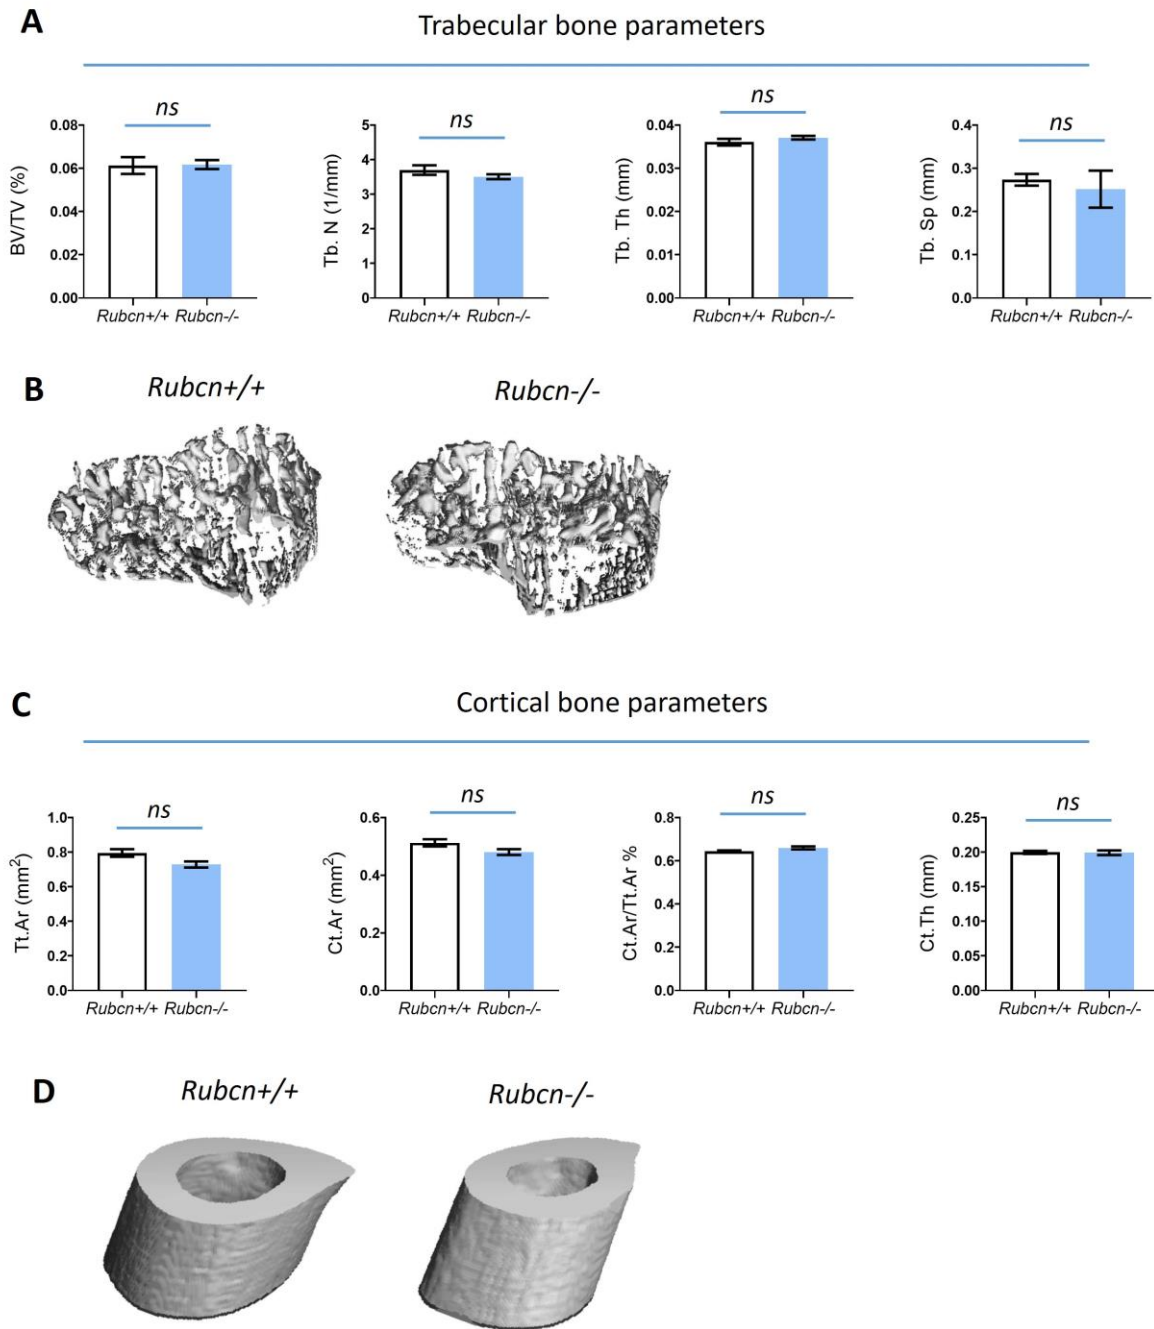 A
Trabecular bone parameters
ns
ns
ns
ns
BV/TV (%)
0.08
0.06
0.04
0.02
0.00
Rubcn+/+ Rubcn-/-
Tb. N (1/mm)
5
4
3
2
1
0
Rubcn+/+ Rubcn-/-
Tb. Th (mm)
0.04
0.03
0.02
0.01
0.00
Rubcn+/+ Rubcn-/-
Tb. Sp (mm)
0.4
0.3
0.2
0.1
0.0
Rubcn+/+ Rubcn-/-
B
Rubcn+/+
Rubcn-/-
C
Cortical bone parameters
ns
ns
ns
ns
Tt.Ar (mm²)
1.0
0.8
0.6
0.4
0.2
0.0
Rubcn+/+ Rubcn-/-
Ct.Ar (mm²)
0.6
0.4
0.2
0.0
Rubcn+/+ Rubcn-/-
Ct.Ar/Tt.Ar %
0.8
0.6
0.4
0.2
0.0
Rubcn+/+ Rubcn-/-
Ct.Th (mm)
0.25
0.20
0.15
0.10
0.05
0.00
Rubcn+/+ Rubcn-/-
D
Rubcn+/+
Rubcn-/-